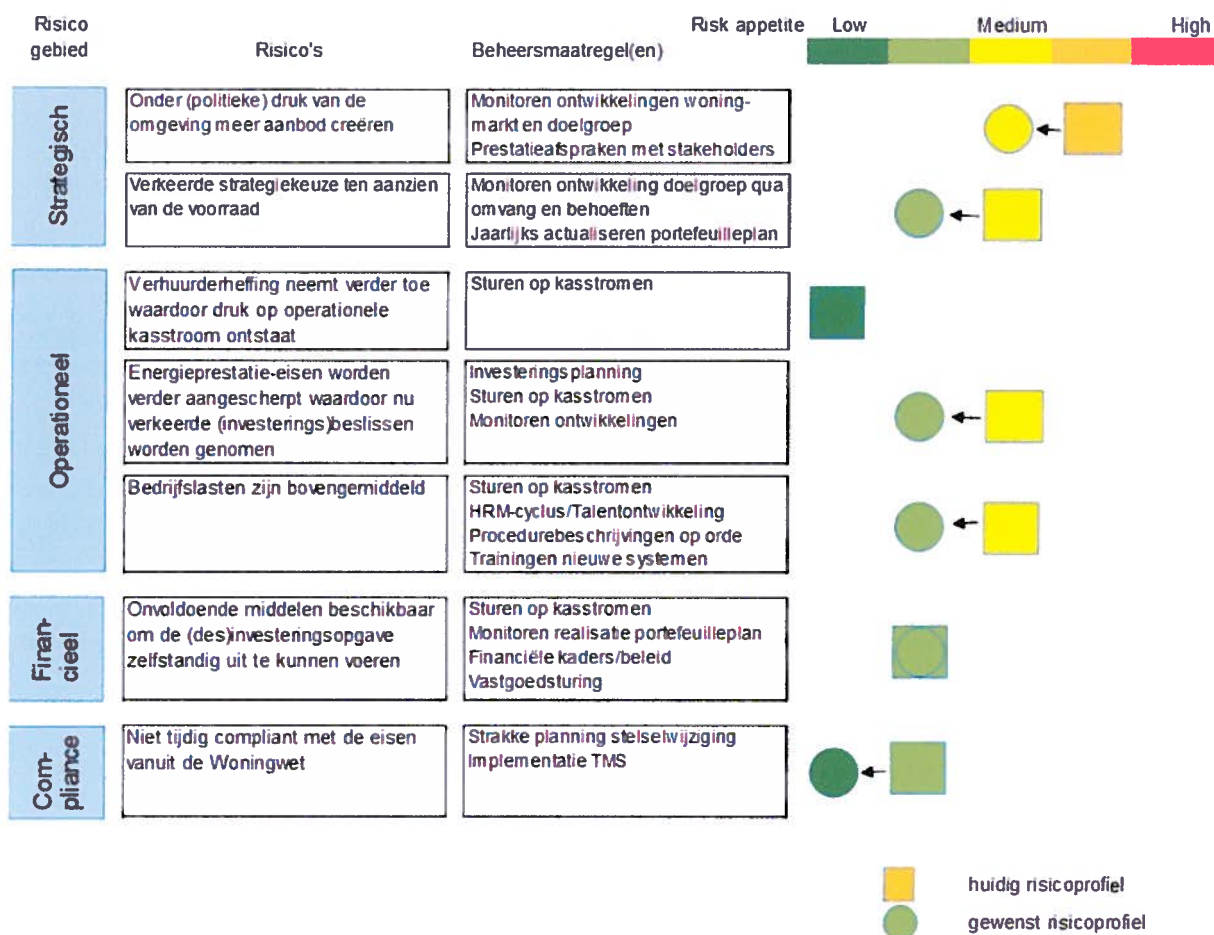 Risico
gebied
Risico's
Beheersmaatregel(en)
Risk appetite
Low
Medium
High
Strategisch
Onder (politieke) druk van de
omgeving meer aanbod creëren
Monitoren ontwikkelingen woning-
markt en doelgroep
Prestatieafspraken met stakeholders
Verkeerde strategiekeuze ten aanzien
van de voorraad
Monitoren ontwikkeling doelgroep qua
omvang en behoeften
Jaarlijks actualiseren portefeuilleplan
Operationeel
Verhuurderheffing neemt verder toe
waardoor druk op operationele
kasstroom ontstaat
Sturen op kasstromen
Energieprestatie-eisen worden
verder aangescherpt waardoor nu
verkeerde (investerings)beslissen
worden genomen
Investeringsplanning
Sturen op kasstromen
Monitoren ontwikkelingen
Bedrijfslasten zijn bovengemiddeld
Sturen op kasstromen
HRM-cyclus/Talentontwikkeling
Procedurebeschrijvingen op orde
Trainingen nieuwe systemen
Finan-
cieel
Onvoldoende middelen beschikbaar
om de (des)investeringsopgave
zelfstandig uit te kunnen voeren
Sturen op kasstromen
Monitoren realisatie portefeuilleplan
Financiële kaders/beleid
Vastgoedsturing
Com-
pliance
Niet tijdig compliant met de eisen
vanuit de Woningwet
Strakke planning stelselwijziging
Implementatie TMS
huidig risicoprofiel
gewenst risicoprofiel